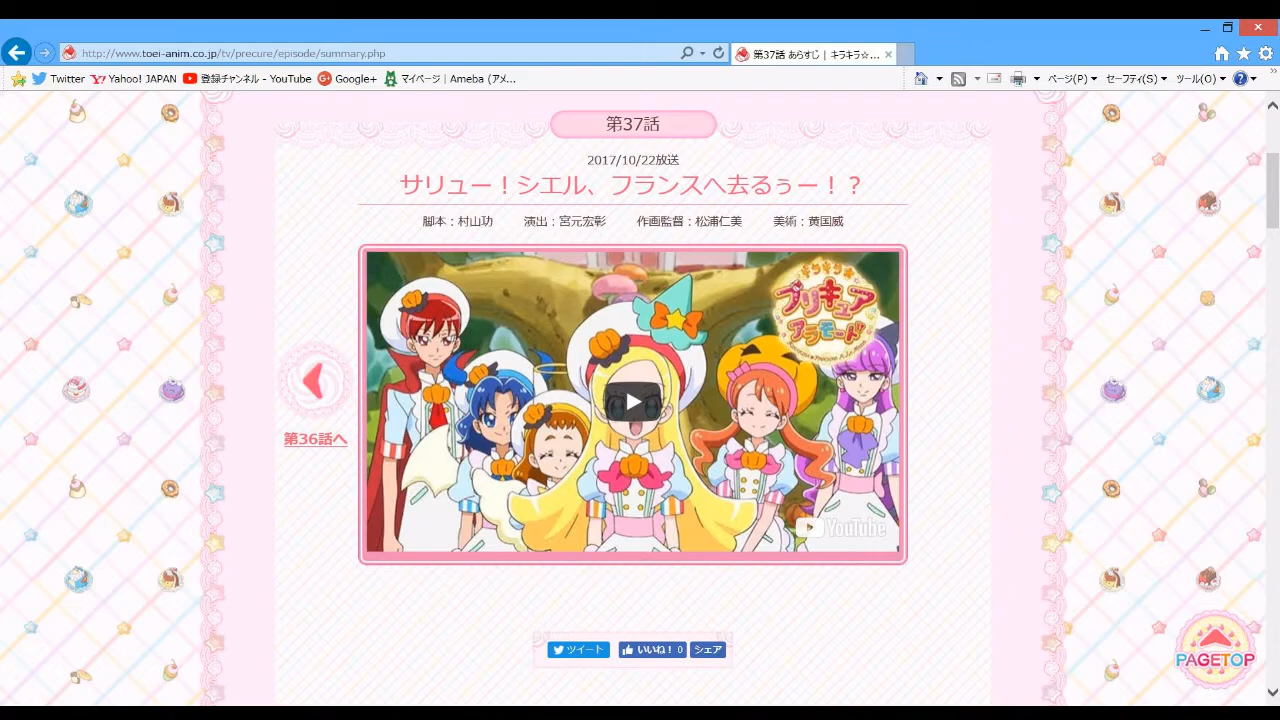 http://www.toei-anim.co.jp/tv/precure/episode/summary.php
第37話 あらすじ | キラキラ☆...
Twitter
Yahoo! JAPAN
登録チャンネル - YouTube
Google+
マイページ | Ameba (アメ...
ページ(P)
セーフティ(S)
ツール(O)
第37話
2017/10/22放送
サリュー！シエル、フランスへ去るぅー！？
脚本：村山功 演出：宮元宏彰 作画監督：松浦仁美 美術：黄国威
キラキラ☆
プリキュア
アラモード
第36話へ
YouTube
ツイート
いいね！ 0
シェア
PAGETOP